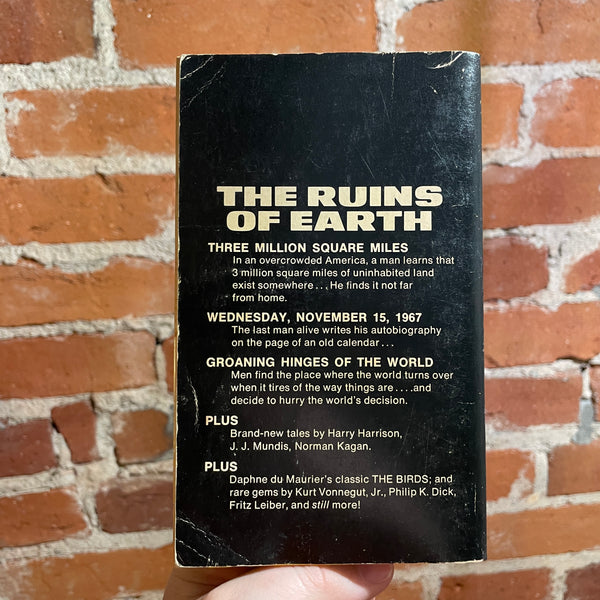 THE RUINS
OF EARTH
THREE MILLION SQUARE MILES
In an overcrowded America, a man learns that
3 million square miles of uninhabited land
exist somewhere . . . He finds it not far
from home.
WEDNESDAY, NOVEMBER 15, 1967
The last man alive writes his autobiography
on the page of an old calendar . . .
GROANING HINGES OF THE WORLD
Men find the place where the world turns over
when it tires of the way things are . . . .and
decide to hurry the world's decision.
PLUS
Brand-new tales by Harry Harrison,
J. J. Mundis, Norman Kagan.
PLUS
Daphne du Maurier's classic THE BIRDS; and
rare gems by Kurt Vonnegut, Jr., Philip K. Dick,
Fritz Leiber, and still more!